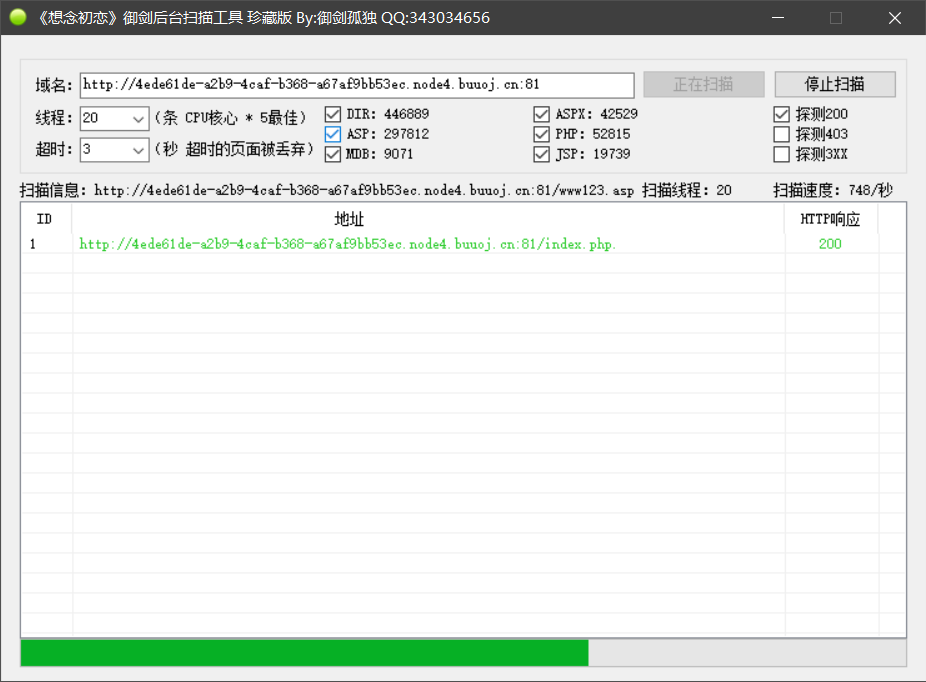 《想念初恋》御剑后台扫描工具 珍藏版 By:御剑孤独 QQ:343034656
域名: http://4ede61de-a2b9-4caf-b368-a67af9bb53ec.node4.buuoj.cn:81 正在扫描 停止扫描
线程: 20 (条 CPU核心 * 5最佳) DIR: 446889 ASPX: 42529 探测200
ASP: 297812 PHP: 52815 探测403
超时: 3 (秒 超时的页面被丢弃) MDB: 9071 JSP: 19739 探测3XX
扫描信息: http://4ede61de-a2b9-4caf-b368-a67af9bb53ec.node4.buuoj.cn:81/www123.asp 扫描线程: 20 扫描速度: 748/秒
ID 地址 HTTP响应
1 http://4ede61de-a2b9-4caf-b368-a67af9bb53ec.node4.buuoj.cn:81/index.php. 200